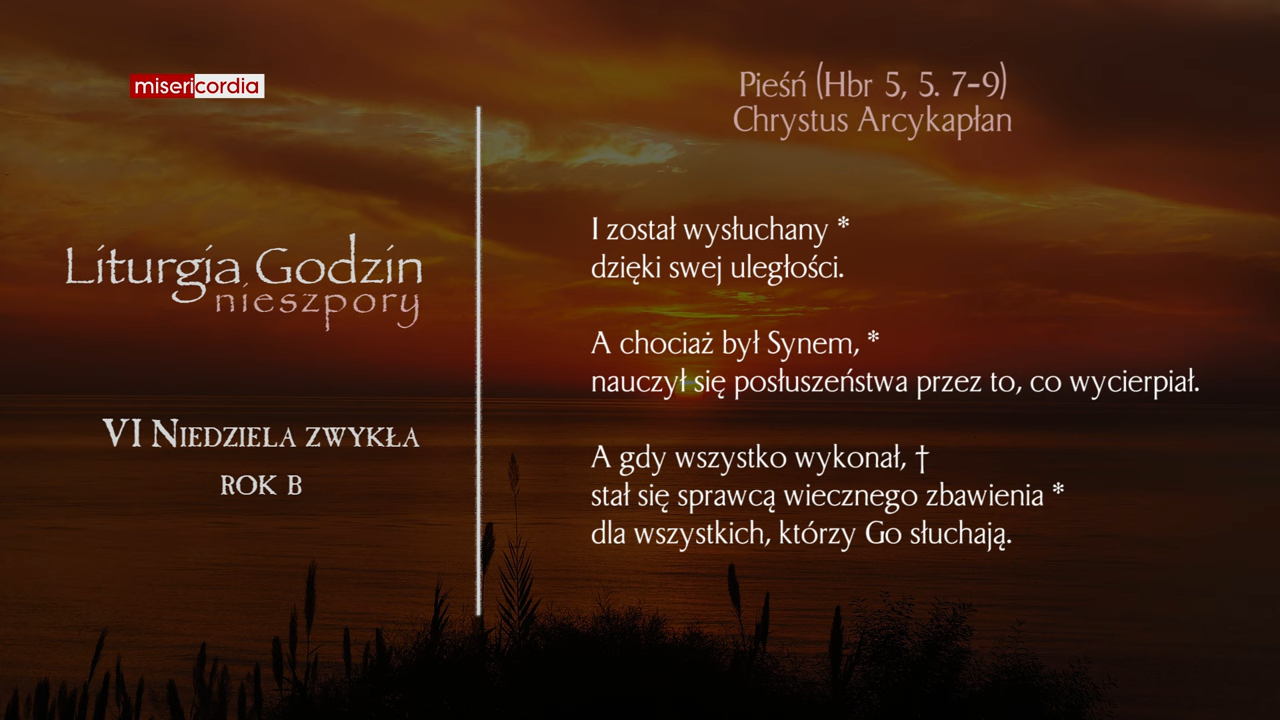 misericordia
Liturgia Godzin
nieszpory
VI Niedziela zwykła
rok B
Pieśń (Hbr 5, 5. 7-9)
Chrystus Arcykapłan
I został wysłuchany *
dzięki swej uległości.
A chociaż był Synem, *
nauczył się posłuszeństwa przez to, co wycierpiał.
A gdy wszystko wykonał, †
stał się sprawcą wiecznego zbawienia *
dla wszystkich, którzy Go słuchają.